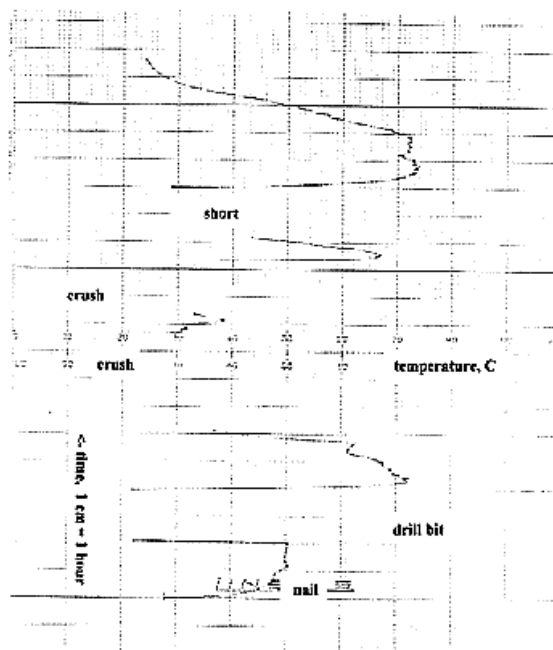 short
crush
crush
temperature, C
< time, 1 cm = 1 hour
drill bit
nail